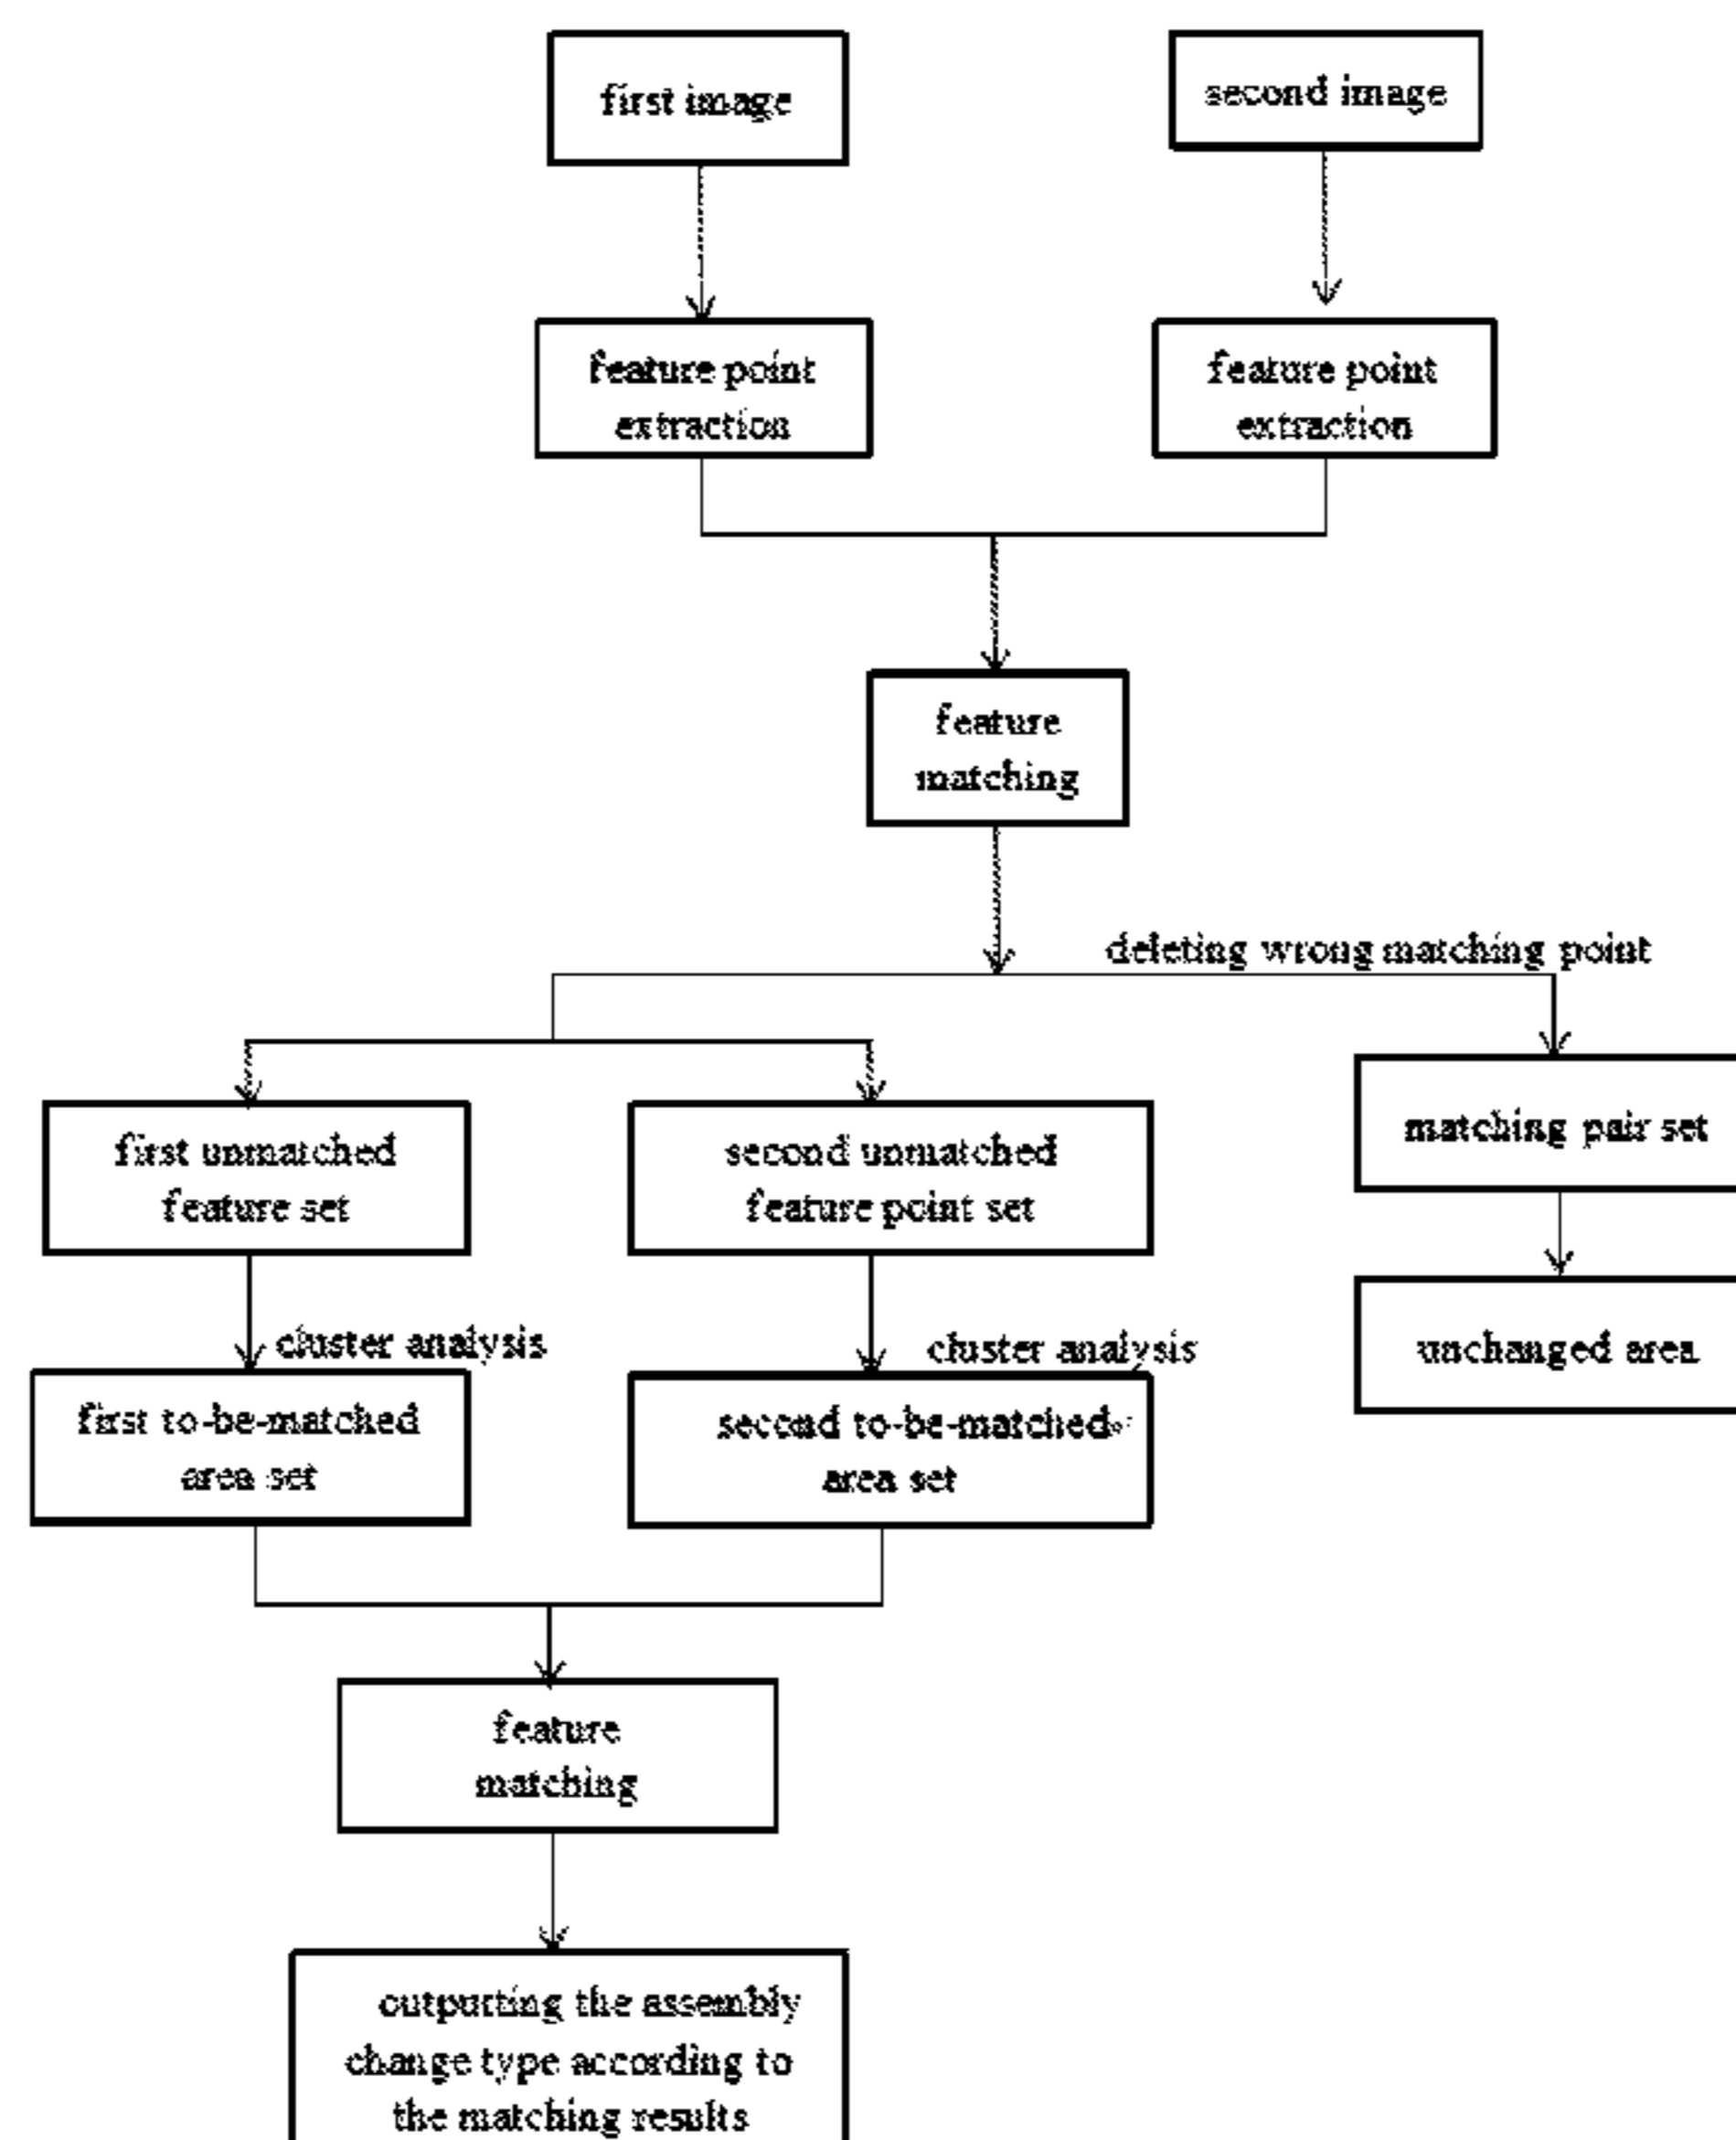 first image
second image
feature point
extraction
feature point
extraction
feature
matching
deleting wrong matching point
first unmatched
feature set
second unmatched
feature point set
matching pair set
cluster analysis
cluster analysis
unchanged area
first to-be-matched
area set
second to-be-matched
area set
feature
matching
outputting the assembly
change type according to
the matching results